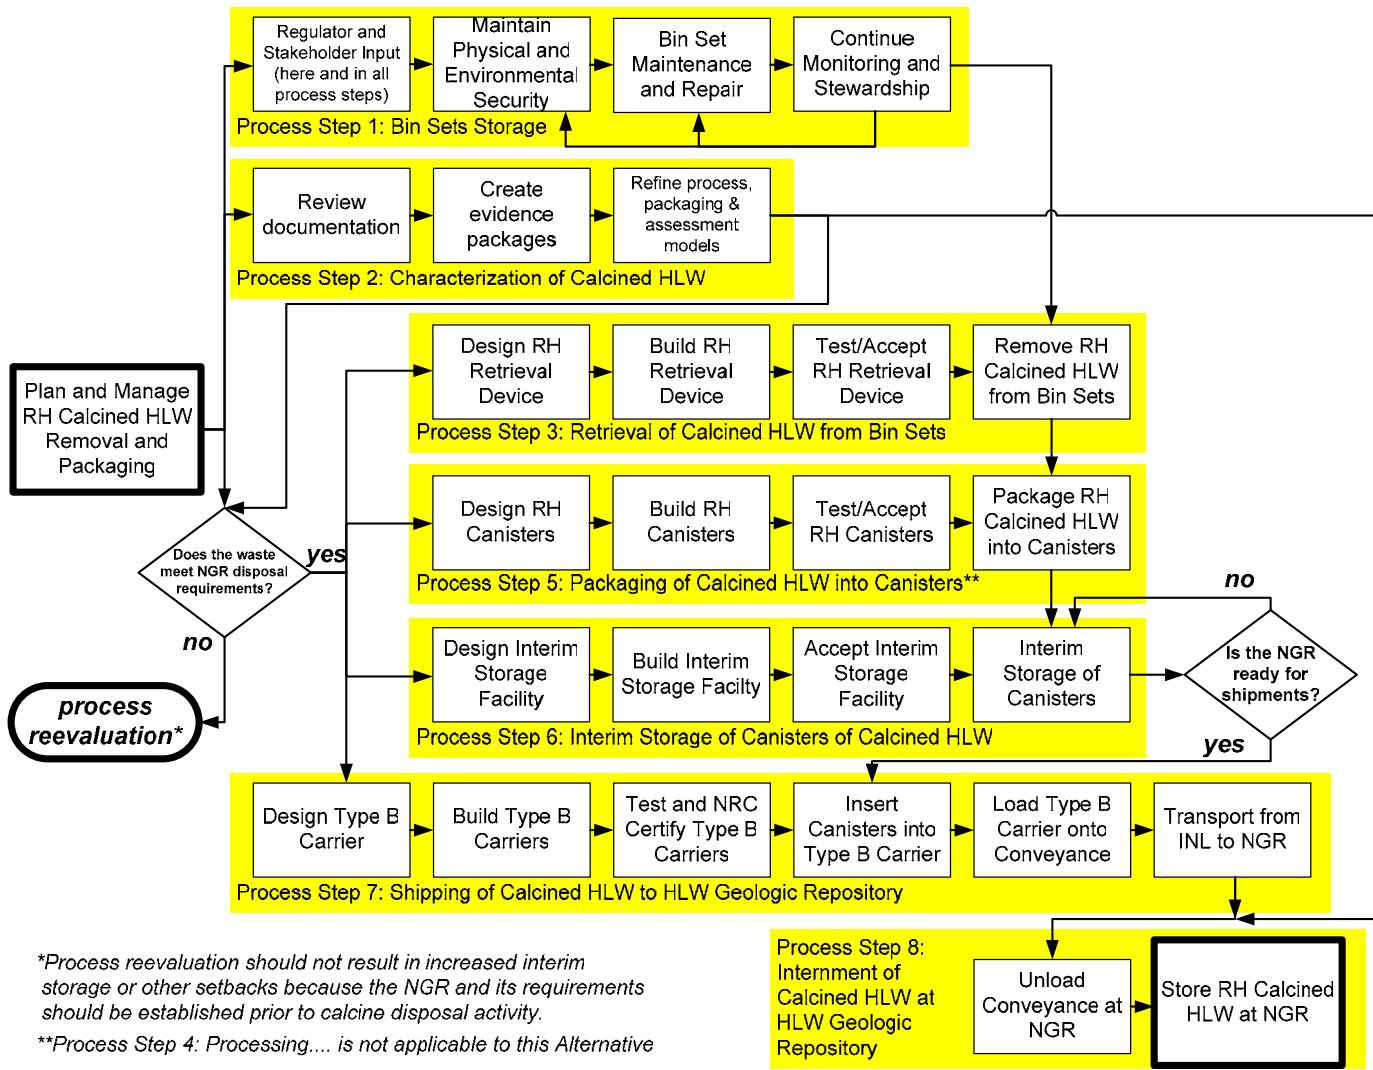 Regulator and
Stakeholder Input
(here and in all
process steps)
Maintain
Physical and
Environmental
Security
Bin Set
Maintenance
and Repair
Continue
Monitoring and
Stewardship
Process Step 1: Bin Sets Storage
Review
documentation
Create
evidence
packages
Refine process,
packaging &
assessment
models
Process Step 2: Characterization of Calcined HLW
Plan and Manage
RH Calcined HLW
Removal and
Packaging
Design RH
Retrieval
Device
Build RH
Retrieval
Device
Test/Accept
RH Retrieval
Device
Remove RH
Calcined HLW
from Bin Sets
Process Step 3: Retrieval of Calcined HLW from Bin Sets
Does the waste
meet NGR disposal
requirements?
yes
no
process
reevaluation*
Design RH
Canisters
Build RH
Canisters
Test/Accept
RH Canisters
Package RH
Calcined HLW
into Canisters
Process Step 5: Packaging of Calcined HLW into Canisters**
Design Interim
Storage
Facility
Build Interim
Storage Facilty
Accept Interim
Storage
Facility
Interim
Storage of
Canisters
Process Step 6: Interim Storage of Canisters of Calcined HLW
no
Is the NGR
ready for
shipments?
yes
Design Type B
Carrier
Build Type B
Carriers
Test and NRC
Certify Type B
Carriers
Insert
Canisters into
Type B Carrier
Load Type B
Carrier onto
Conveyance
Transport from
INL to NGR
Process Step 7: Shipping of Calcined HLW to HLW Geologic Repository
Process Step 8:
Internment of
Calcined HLW at
HLW Geologic
Repository
Unload
Conveyance at
NGR
Store RH Calcined
HLW at NGR
*Process reevaluation should not result in increased interim
storage or other setbacks because the NGR and its requirements
should be established prior to calcine disposal activity.
**Process Step 4: Processing.... is not applicable to this Alternative